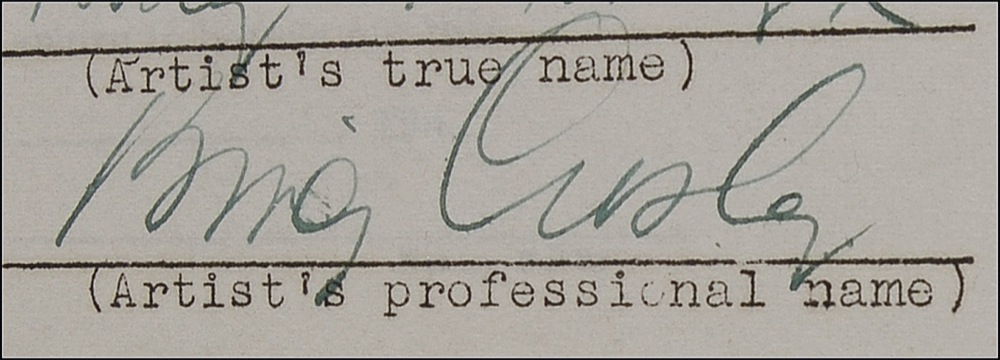 (Artist's true name)
Bing Crosby
(Artist's professional name)